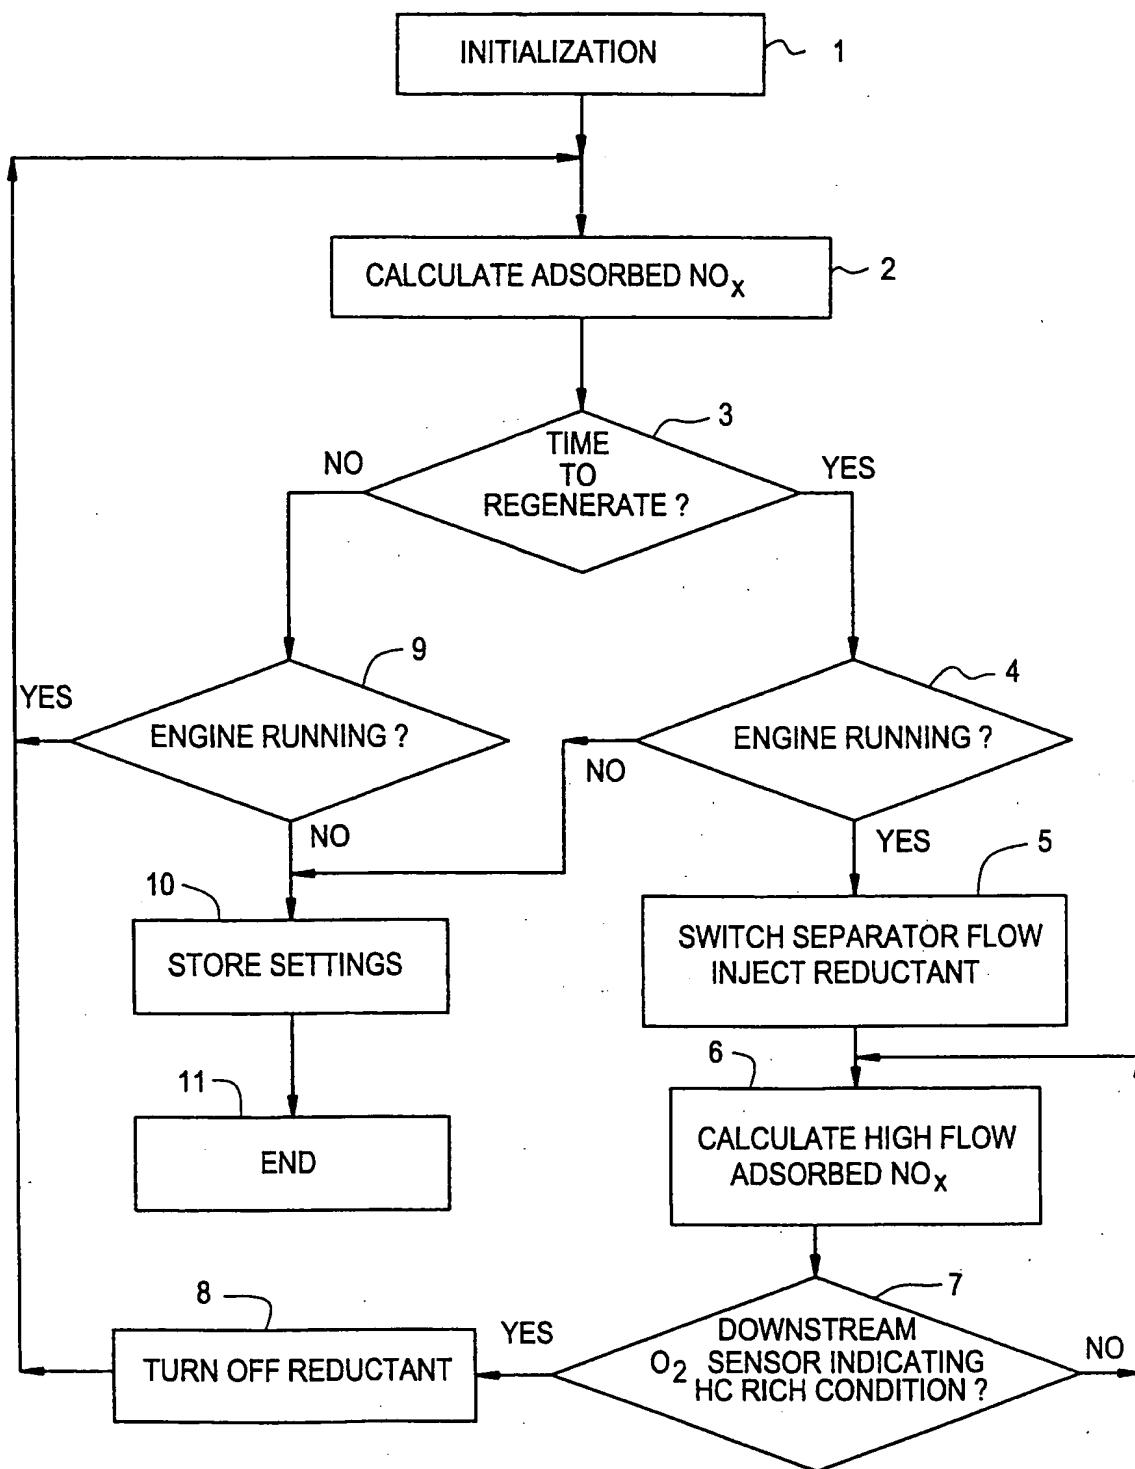 INITIALIZATION
1
CALCULATE ADSORBED NOx
2
3
TIME
TO
REGENERATE ?
NO
YES
9
4
YES
ENGINE RUNNING ?
ENGINE RUNNING ?
NO
NO
YES
10
5
STORE SETTINGS
SWITCH SEPARATOR FLOW
INJECT REDUCTANT
11
6
END
CALCULATE HIGH FLOW
ADSORBED NOx
8
7
TURN OFF REDUCTANT
YES
DOWNSTREAM
O2 SENSOR INDICATING
HC RICH CONDITION ?
NO